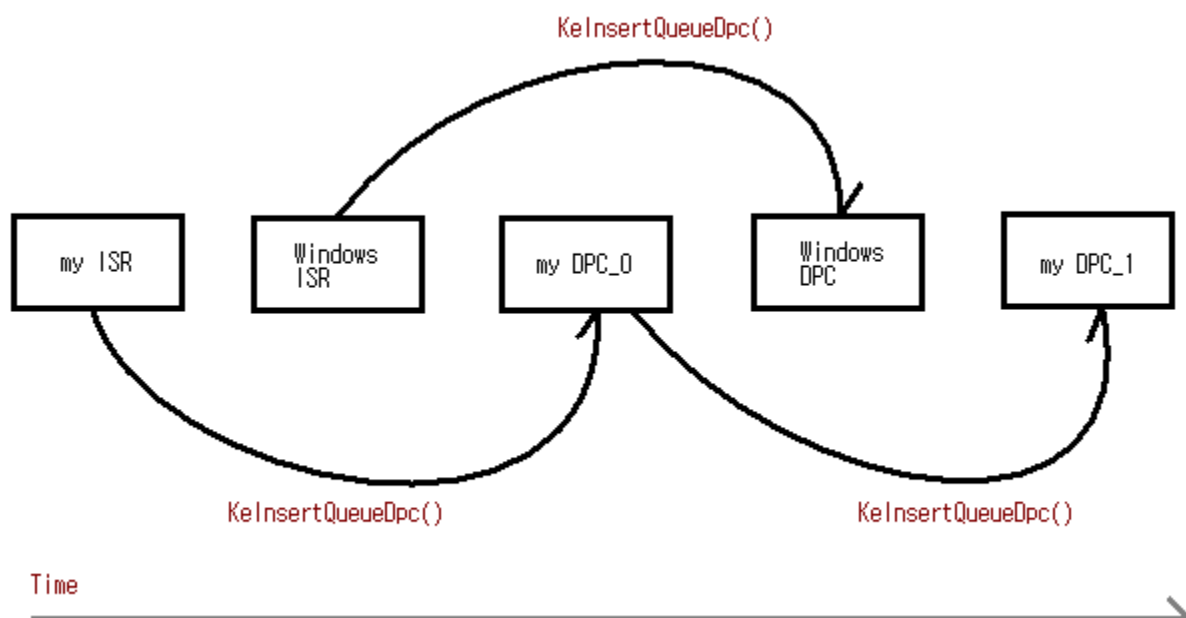 KeInsertQueueDpc()
my ISR
Windows
ISR
my DPC_0
Windows
DPC
my DPC_1
KeInsertQueueDpc()
KeInsertQueueDpc()
Time